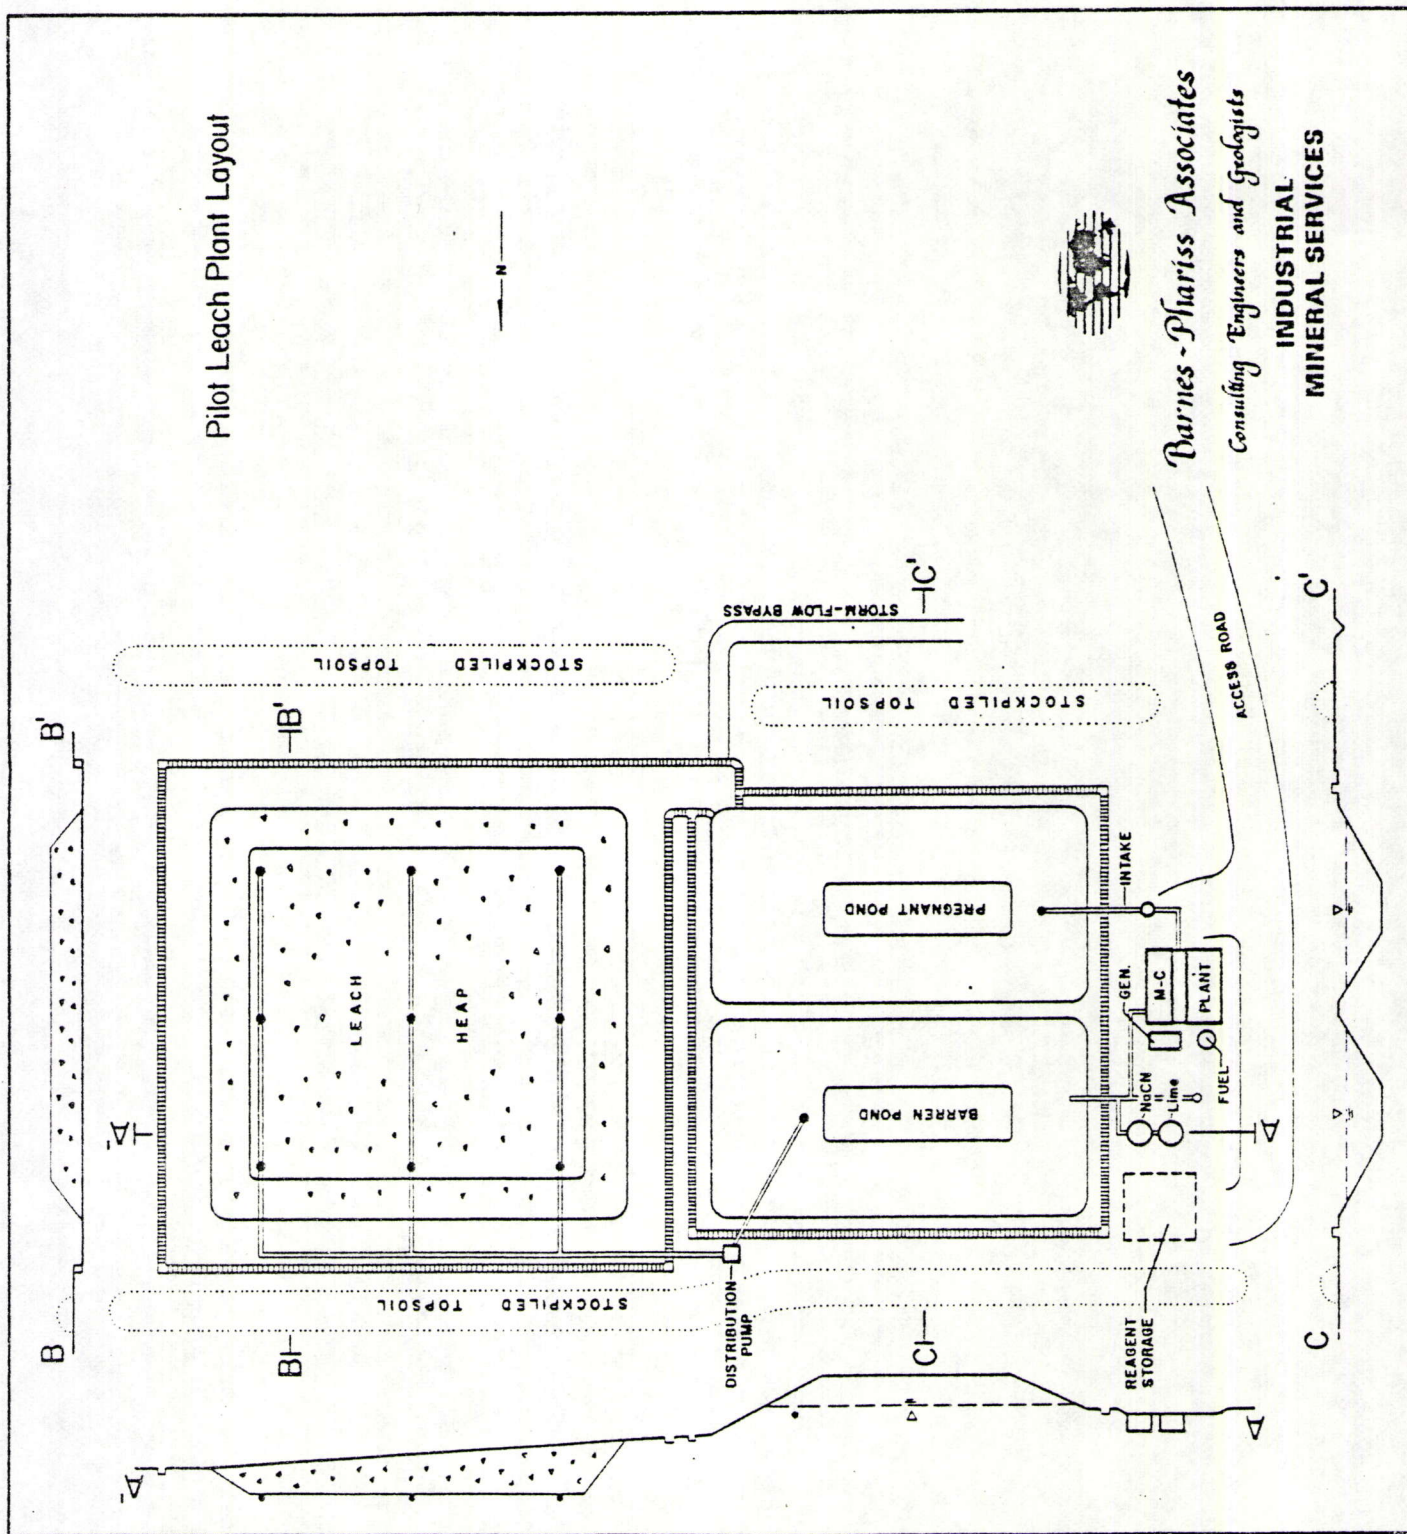 Pilot Leach Plant Layout
N
B
B'
B
B'
A'
A'
LEACH
HEAP
STOCKPILED TOPSOIL
STOCKPILED TOPSOIL
STOCKPILED TOPSOIL
STORM-FLOW BYPASS
DISTRIBUTION
PUMP
BARREN POND
PREGNANT POND
C
C'
INTAKE
GEN.
M-C
PLANT
NaCN
Lime
FUEL
A
A
REAGENT
STORAGE
ACCESS ROAD
C
C'
Barnes-Phariss Associates
Consulting Engineers and Geologists
INDUSTRIAL
MINERAL SERVICES